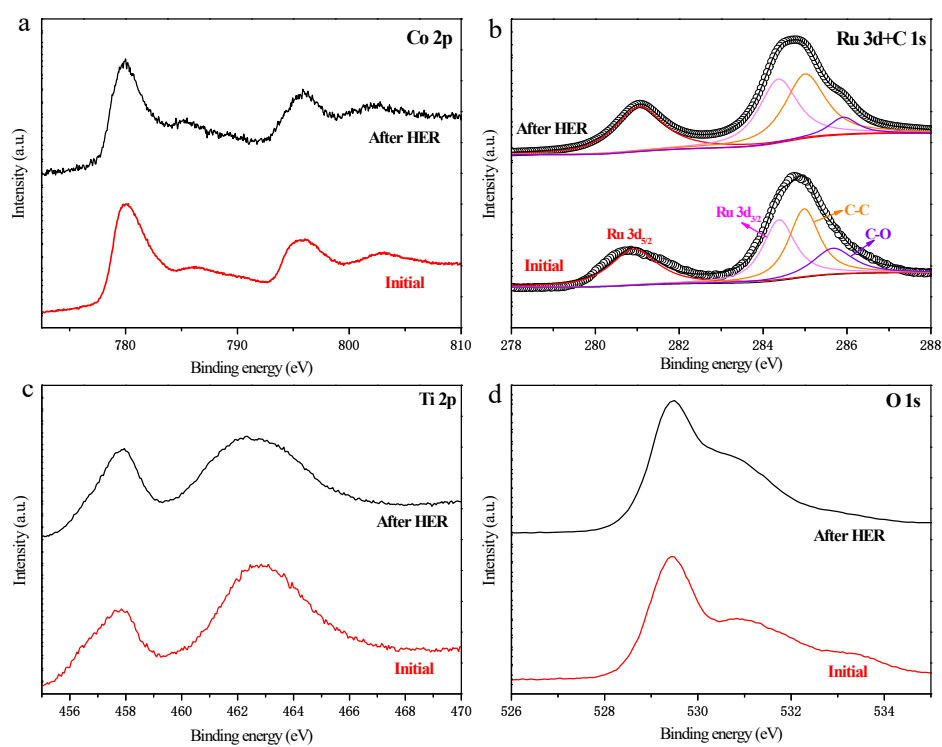 a
Co 2p
After HER
Initial
Intensity (a.u.)
780 790 800 810
Binding energy (eV)
b
Ru 3d+C 1s
After HER
Ru 3d3/2
C-C
Ru 3d5/2
C-O
Initial
Intensity (a.u.)
278 280 282 284 286 288
Binding energy (eV)
c
Ti 2p
After HER
Initial
Intensity (a.u.)
456 458 460 462 464 466 468 470
Binding energy (eV)
d
O 1s
After HER
Initial
Intensity (a.u.)
526 528 530 532 534
Binding energy (eV)